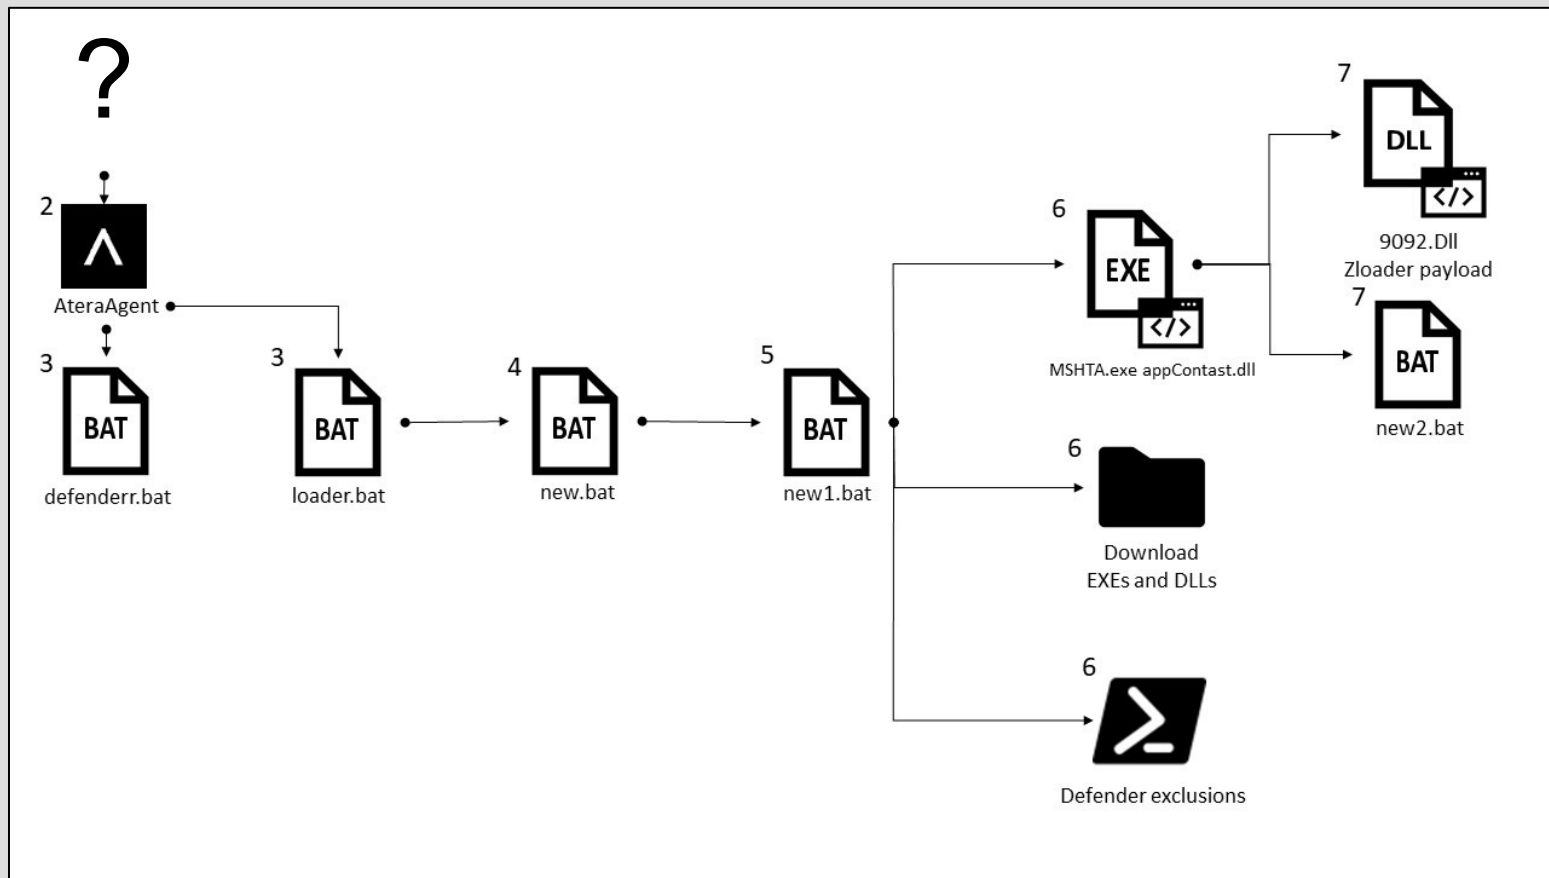 ?
2
AteraAgent
3
BAT
defenderr.bat
3
BAT
loader.bat
4
BAT
new.bat
5
BAT
new1.bat
6
EXE
</>
MSHTA.exe appContast.dll
6
Download
EXEs and DLLs
6
Defender exclusions
7
DLL
</>
9092.Dll
Zloader payload
7
BAT
new2.bat